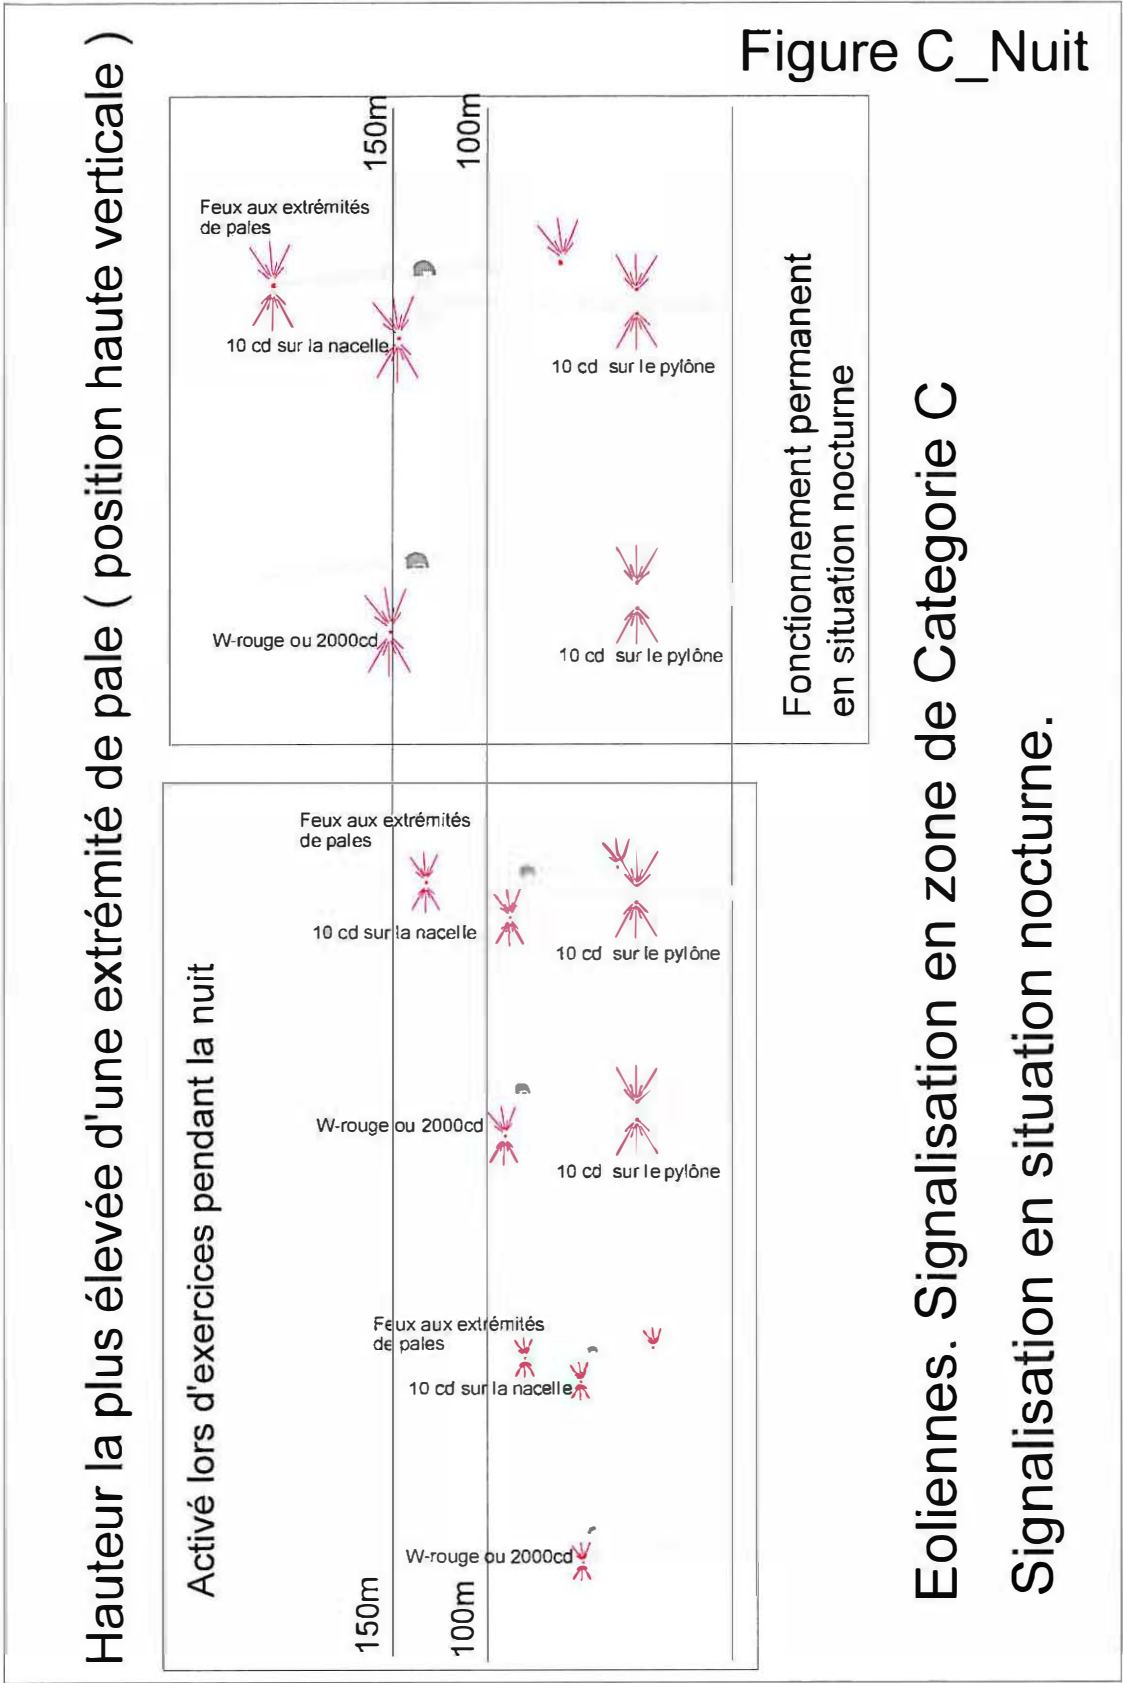 Figure C_Nuit
Hauteur la plus élevée d'une extrémité de pale ( position haute verticale )
150m
100m
Feux aux extrémités
de pales
10 cd sur la nacelle
10 cd sur le pylône
W-rouge ou 2000cd
10 cd sur le pylône
Fonctionnement permanent
en situation nocturne
Activé lors d'exercices pendant la nuit
Feux aux extrémités
de pales
10 cd sur la nacelle
10 cd sur le pylône
W-rouge ou 2000cd
10 cd sur le pylône
Feux aux extrémités
de pales
10 cd sur la nacelle
W-rouge ou 2000cd
150m
100m
Eoliennes. Signalisation en zone de Categorie C
Signalisation en situation nocturne.